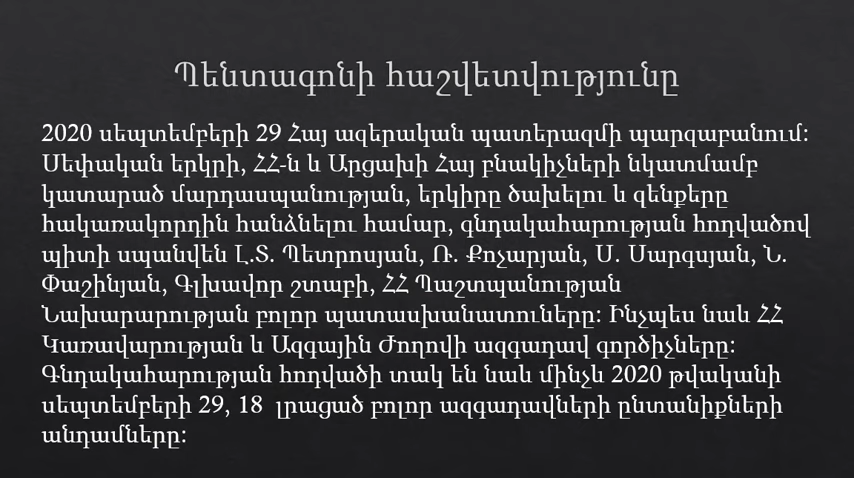 Պենտագոնի հաշվետվությունը
2020 սեպտեմբերի 29 Հայ ազերական պատերազմի պարզաբանում:
Սեփական երկրի, ՀՀ-ն և Արցախի Հայ բնակիչների նկատմամբ
կատարած մարդասպանության, երկիրը ծախելու և զենքերը
հակառակորդին հանձնելու համար, գնդակահարության հոդվածով
պիտի սպանվեն Լ.Տ. Պետրոսյան, Ռ. Քոչարյան, Ս. Սարգսյան, Ն.
Փաշինյան, Գլխավոր շտաբի, ՀՀ Պաշտպանության
Նախարարության բոլոր պատասխանատուները: Ինչպես նաև ՀՀ
Կառավարության և Ազգային Ժողովի ազգադավ գործիչները:
Գնդակահարության հոդվածի տակ են նաև մինչև 2020 թվականի
սեպտեմբերի 29, 18 լրացած բոլոր ազգադավների ընտանիքների
անդամները: